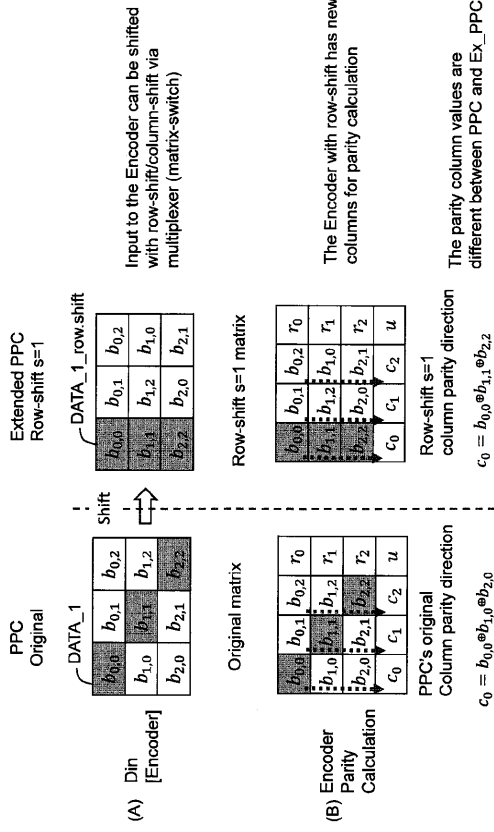 PPC
Original
Extended PPC
Row-shift s=1
DATA_1
Shift
DATA_1_row.shift
(A)
Din
[Encoder]
b0,0 b0,1 b0,2
b1,0 b1,1 b1,2
b2,0 b2,1 b2,2
b0,0 b0,1 b0,2
b1,1 b1,2 b1,0
b2,2 b2,0 b2,1
Input to the Encoder can be shifted
with row-shift/column-shift via
multiplexer (matrix-switch)
Original matrix
Row-shift s=1 matrix
(B)
Encoder
Parity
Calculation
b0,0 b0,1 b0,2 r0
b1,0 b1,1 b1,2 r1
b2,0 b2,1 b2,2 r2
c0 c1 c2 u
b0,0 b0,1 b0,2 r0
b1,1 b1,2 b1,0 r1
b2,2 b2,0 b2,1 r2
c0 c1 c2 u
The Encoder with row-shift has new
columns for parity calculation
PPC's original
Column parity direction
c0 = b0,0⊕b1,0⊕b2,0
Row-shift s=1
column parity direction
c0 = b0,0⊕b1,1⊕b2,2
The parity column values are
different between PPC and Ex_PPC